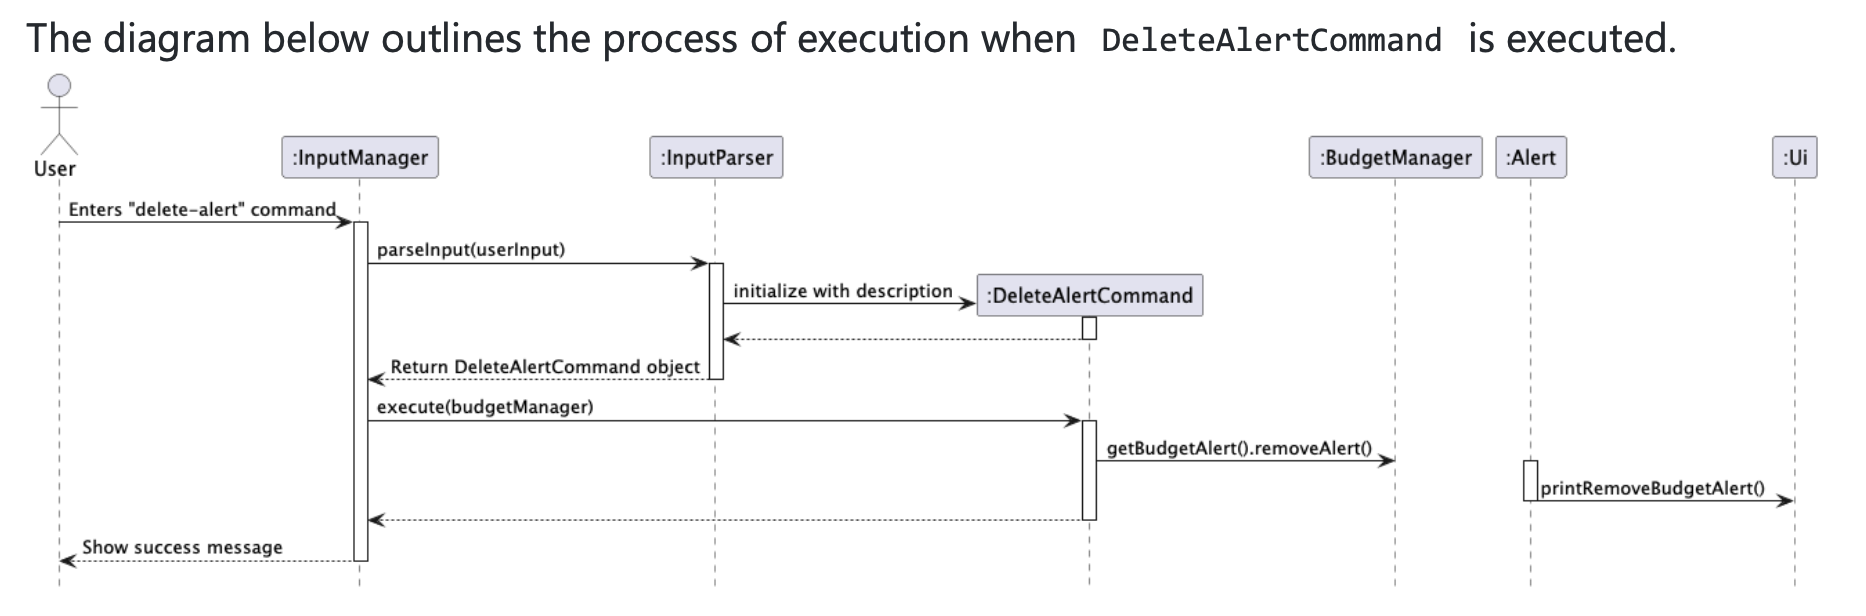 The diagram below outlines the process of execution when DeleteAlertCommand is executed.
User
:InputManager
:InputParser
:BudgetManager
:Alert
:Ui
Enters "delete-alert" command
parseInput(userInput)
initialize with description
:DeleteAlertCommand
Return DeleteAlertCommand object
execute(budgetManager)
getBudgetAlert().removeAlert()
printRemoveBudgetAlert()
Show success message